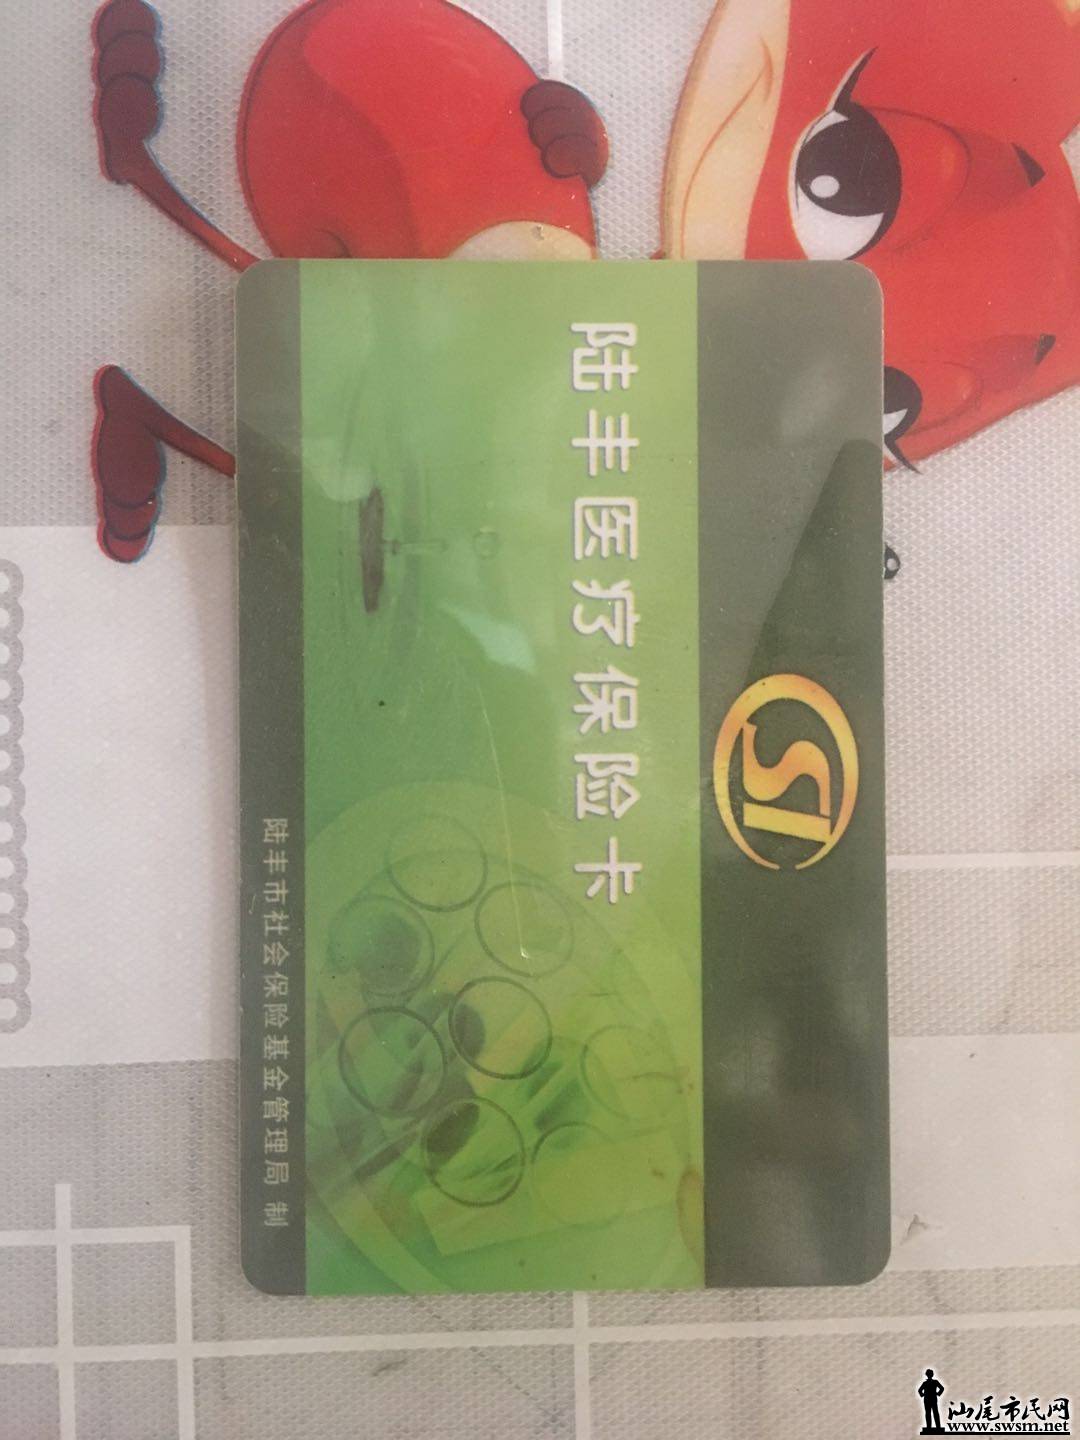 SI
陆丰医疗保险卡
陆丰市社会保险基金管理局 制
汕尾市民网
www.swsm.net